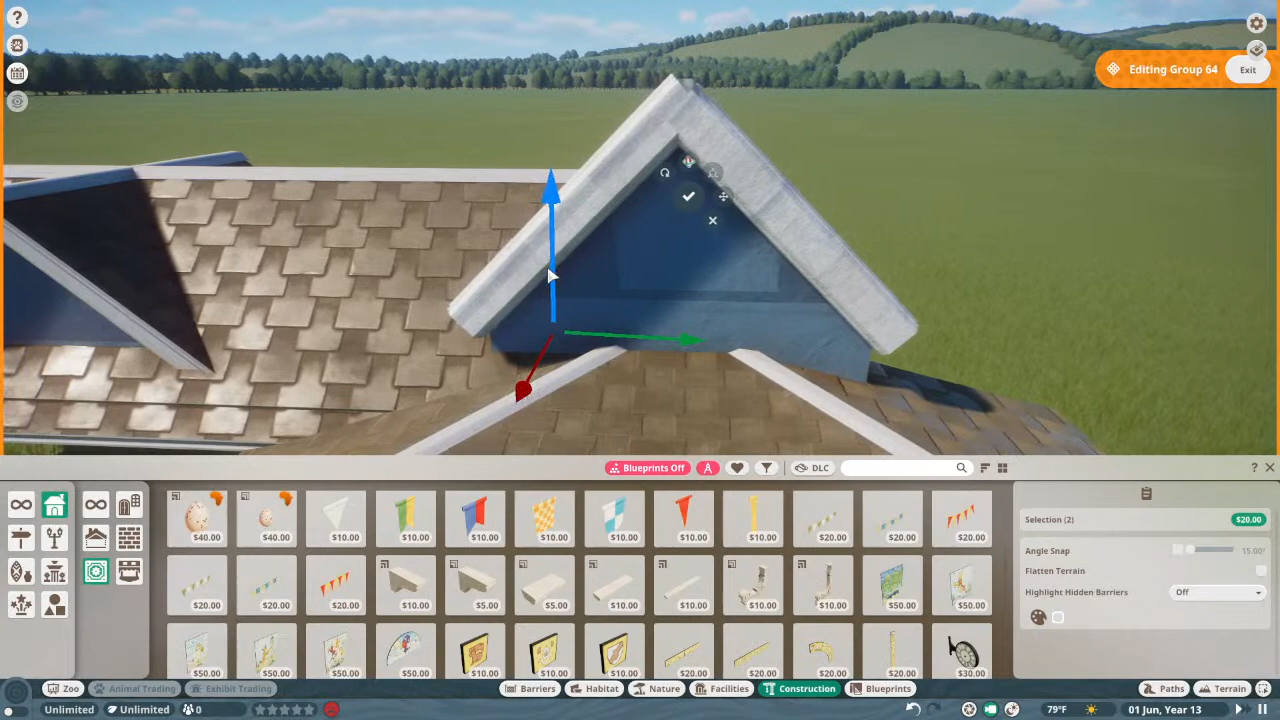 ?
Editing Group 64 Exit
Blueprints Off DLC ?
$40.00 $40.00 $10.00 $10.00 $10.00 $10.00 $10.00 $10.00 $10.00 $20.00 $20.00 $20.00
Selection (2) $20.00
Angle Snap 15.00°
Flatten Terrain
Highlight Hidden Barriers Off
$20.00 $20.00 $20.00 $10.00 $5.00 $5.00 $10.00 $10.00 $10.00 $10.00 $50.00 $50.00
$50.00 $50.00 $50.00 $50.00 $10.00 $10.00 $10.00 $20.00 $20.00 $20.00 $20.00 $30.00
Zoo Animal Trading Exhibit Trading Barriers Habitat Nature Facilities Construction Blueprints Paths Terrain
Unlimited Unlimited 0 79°F 01 Jun, Year 13